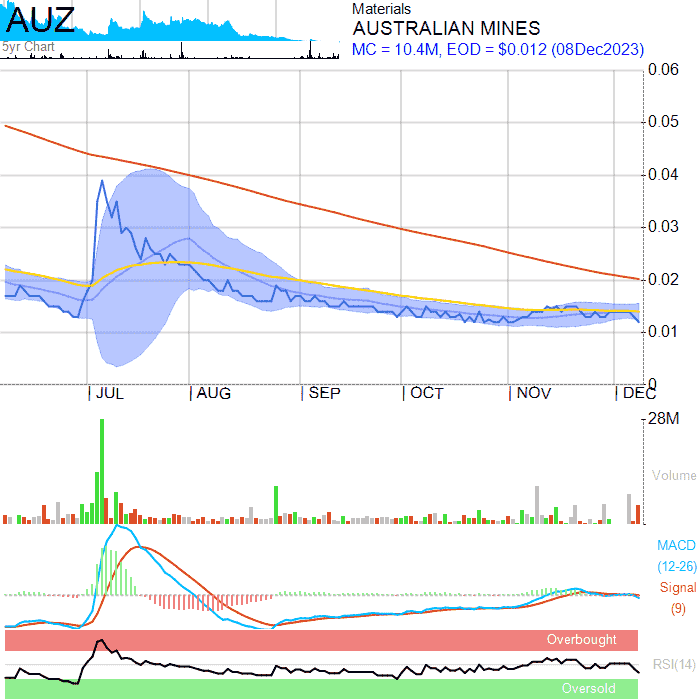 AUZ
5yr Chart
Materials
AUSTRALIAN MINES
MC = 10.4M, EOD = $0.012 (08Dec2023)
0.06
0.05
0.04
0.03
0.02
0.01
0
JUL AUG SEP OCT NOV DEC
28M
Volume
MACD
(12-26)
Signal
(9)
Overbought
RSI(14)
Oversold